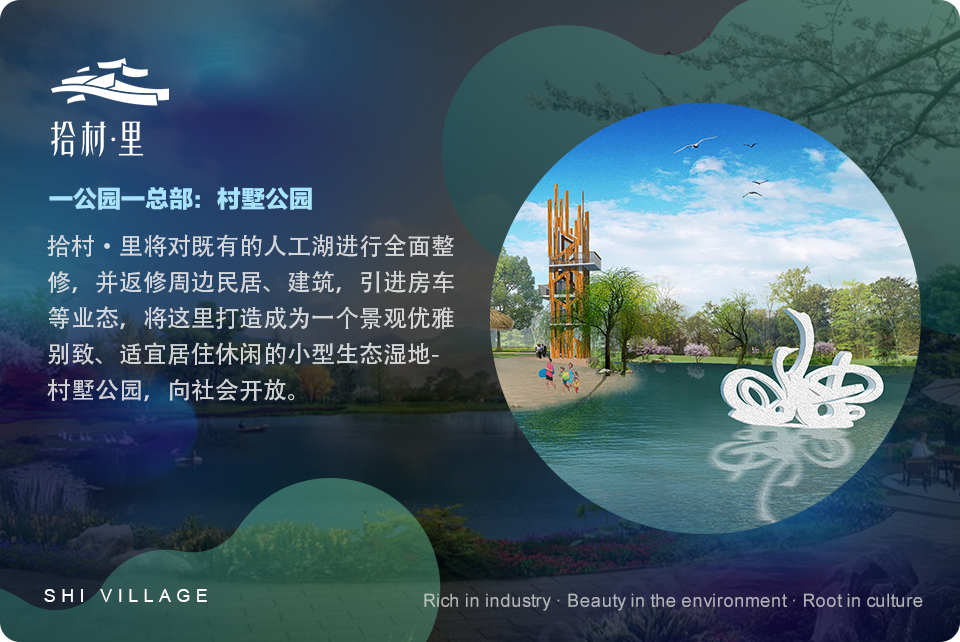 拾村·里
一公园一总部：村墅公园
拾村·里将对既有的人工湖进行全面整
修，并返修周边民居、建筑，引进房车
等业态，将这里打造成为一个景观优雅
别致、适宜居住休闲的小型生态湿地-
村墅公园，向社会开放。
SHI VILLAGE
Rich in industry · Beauty in the environment · Root in culture